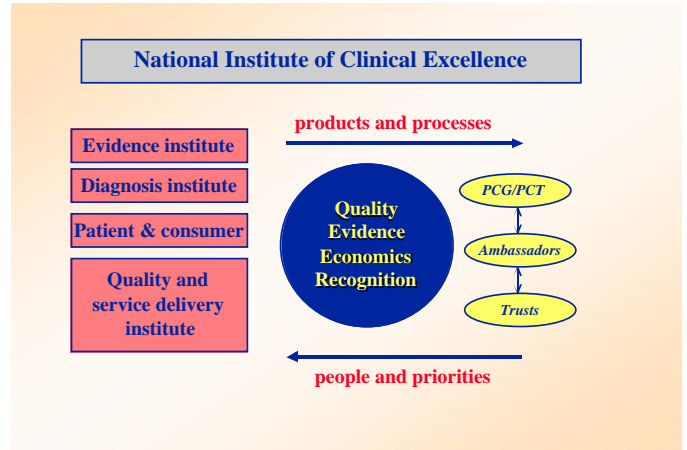 National Institute of Clinical Excellence
products and processes
Evidence institute
Diagnosis institute
Patient & consumer
Quality and
service delivery
institute
Quality
Evidence
Economics
Recognition
PCG/PCT
Ambassadors
Trusts
people and priorities